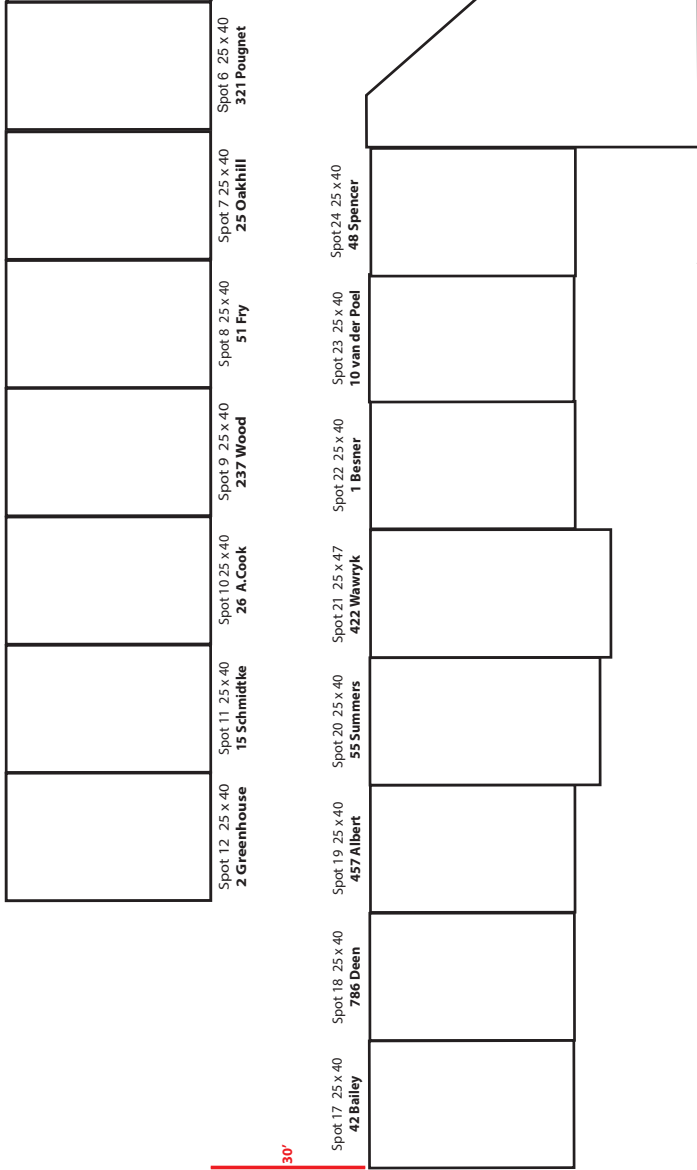 Spot 6 25 x 40
321 Pougnet
Spot 7 25 x 40
25 Oakhill
Spot 8 25 x 40
51 Fry
Spot 9 25 x 40
237 Wood
Spot 10 25 x 40
26 A.Cook
Spot 11 25 x 40
15 Schmidtke
Spot 12 25 x 40
2 Greenhouse
Spot 24 25 x 40
48 Spencer
Spot 23 25 x 40
10 van der Poel
Spot 22 25 x 40
1 Besner
Spot 21 25 x 47
422 Wawryk
Spot 20 25 x 40
55 Summers
Spot 19 25 x 40
457 Albert
Spot 18 25 x 40
786 Deen
Spot 17 25 x 40
42 Bailey
30’